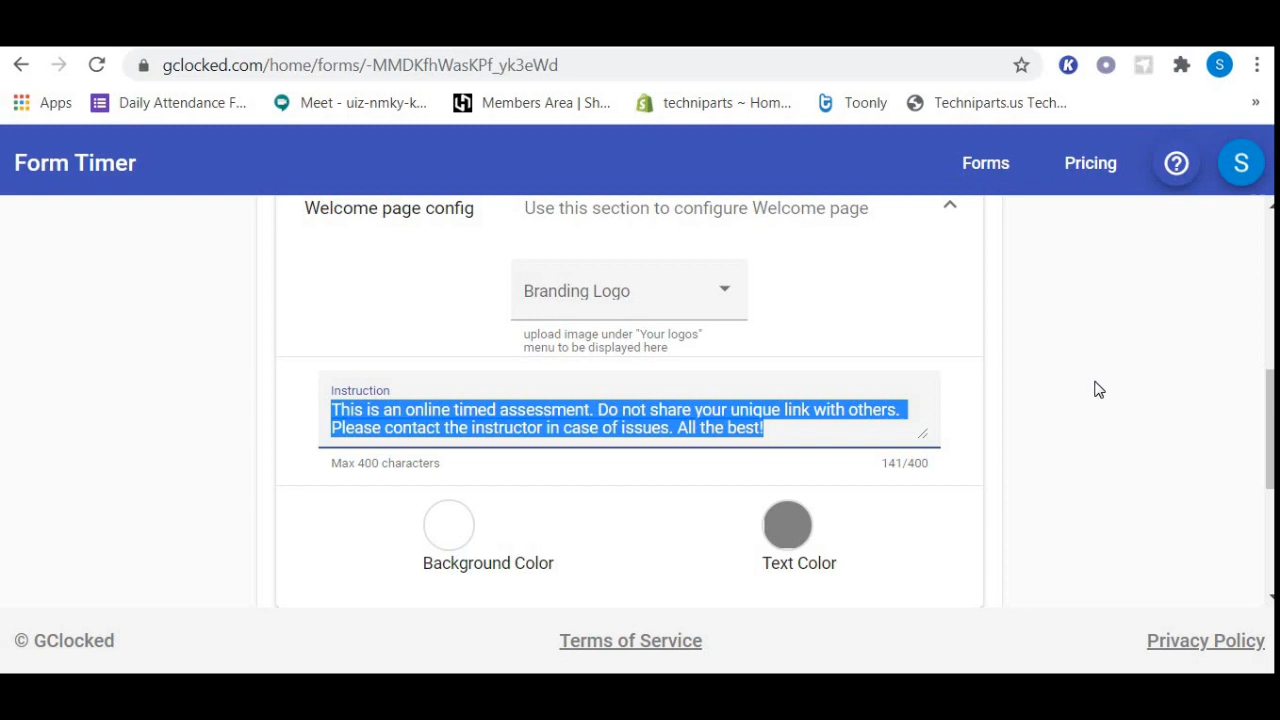 gclocked.com/home/forms/-MMDKfhWasKPf_yk3eWd
S
Apps Daily Attendance F... Meet - uiz-nmky-k... Members Area | Sh... techniparts ~ Hom... Toonly Techniparts.us Tech... »
Form Timer Forms Pricing ? S
Welcome page config Use this section to configure Welcome page
Branding Logo
upload image under "Your logos"
menu to be displayed here
Instruction
This is an online timed assessment. Do not share your unique link with others.
Please contact the instructor in case of issues. All the best!
Max 400 characters 141/400
Background Color Text Color
© GClocked Terms of Service Privacy Policy